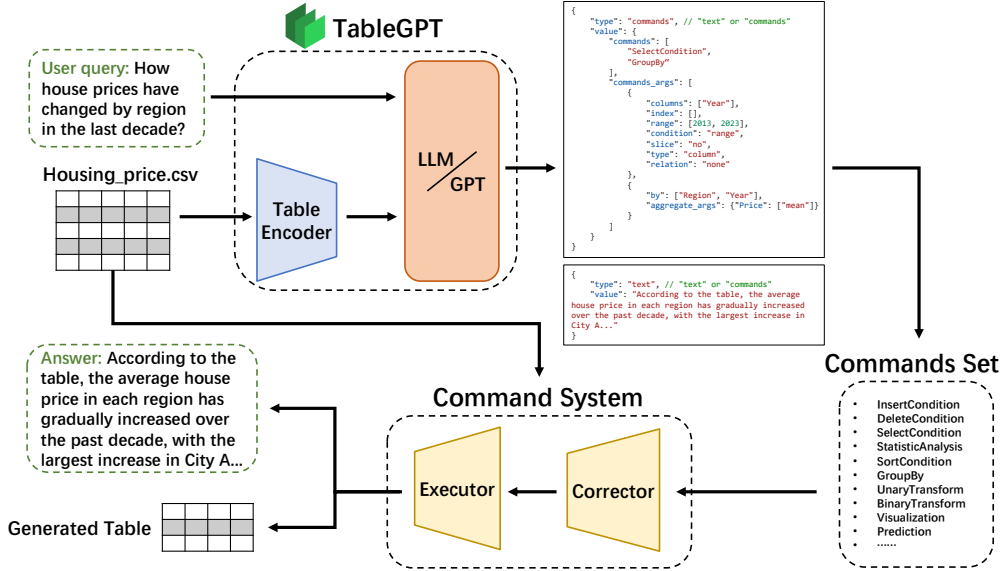 TableGPT
User query: How
house prices have
changed by region
in the last decade?
Housing_price.csv
Table
Encoder
LLM
GPT
{
"type": "commands", // "text" or "commands"
"value": {
"commands": [
"SelectCondition",
"GroupBy"
],
"commands_args": [
{
"columns": ["Year"],
"index": [],
"range": [2013, 2023],
"condition": "range",
"slice": "no",
"type": "column",
"relation": "none"
},
{
"by": ["Region", "Year"],
"aggregate_args": {"Price": ["mean"]}
}
]
}
}
{
"type": "text", // "text" or "commands"
"value": "According to the table, the average
house price in each region has gradually increased
over the past decade, with the largest increase in
City A..."
}
Commands Set
• InsertCondition
• DeleteCondition
• SelectCondition
• StatisticAnalysis
• SortCondition
• GroupBy
• UnaryTransform
• BinaryTransform
• Visualization
• Prediction
• ......
Command System
Executor
Corrector
Answer: According to the
table, the average house
price in each region has
gradually increased over
the past decade, with the
largest increase in City A...
Generated Table